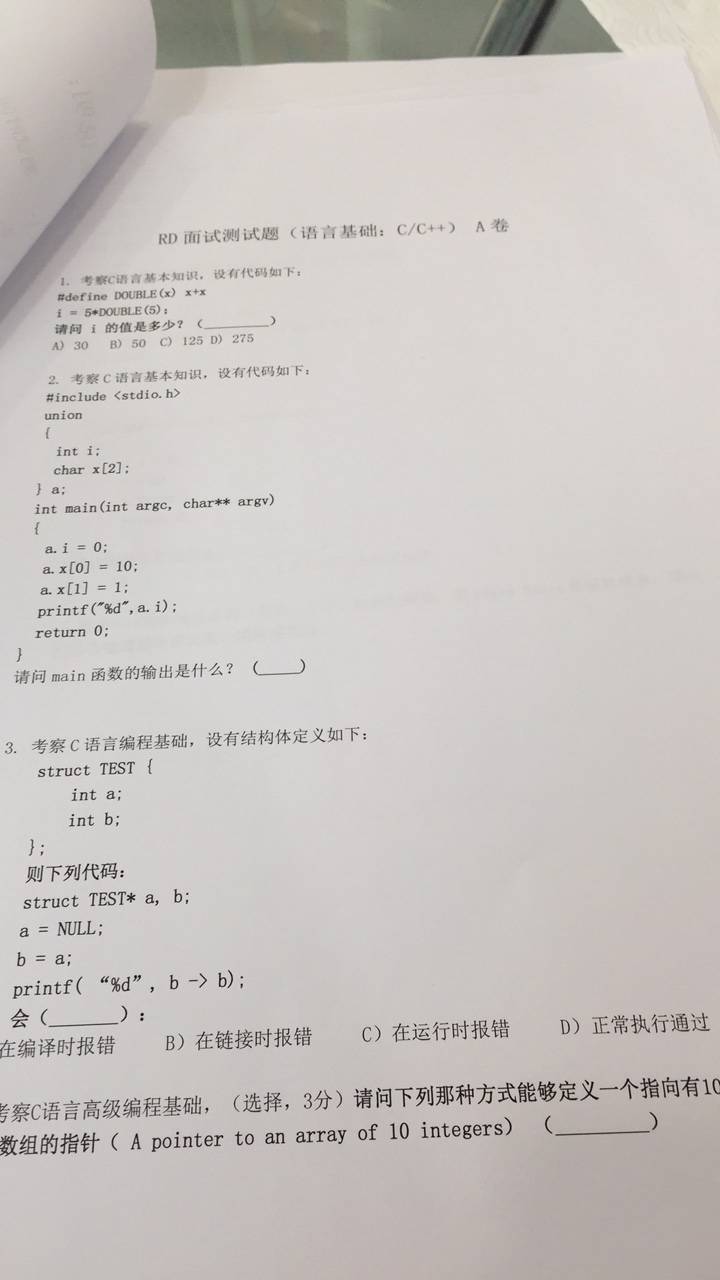 RD 面试测试题（语言基础：C/C++） A 卷
1. 考察C语言基本知识，设有代码如下：
#define DOUBLE(x) x+x
i = 5*DOUBLE(5);
请问 i 的值是多少？（________）
A) 30 B) 50 C) 125 D) 275
2. 考察 C 语言基本知识，设有代码如下：
#include <stdio.h>
union
{
int i;
char x[2];
} a;
int main(int argc, char** argv)
{
a.i = 0;
a.x[0] = 10;
a.x[1] = 1;
printf("%d",a.i);
return 0;
}
请问 main 函数的输出是什么？（____）
3. 考察 C 语言编程基础，设有结构体定义如下：
struct TEST {
int a;
int b;
};
则下列代码：
struct TEST* a, b;
a = NULL;
b = a;
printf( “%d”, b -> b);
会（______）：
在编译时报错 B）在链接时报错 C）在运行时报错 D）正常执行通过
考察C语言高级编程基础，（选择，3分）请问下列那种方式能够定义一个指向有10
数组的指针（ A pointer to an array of 10 integers）（________）